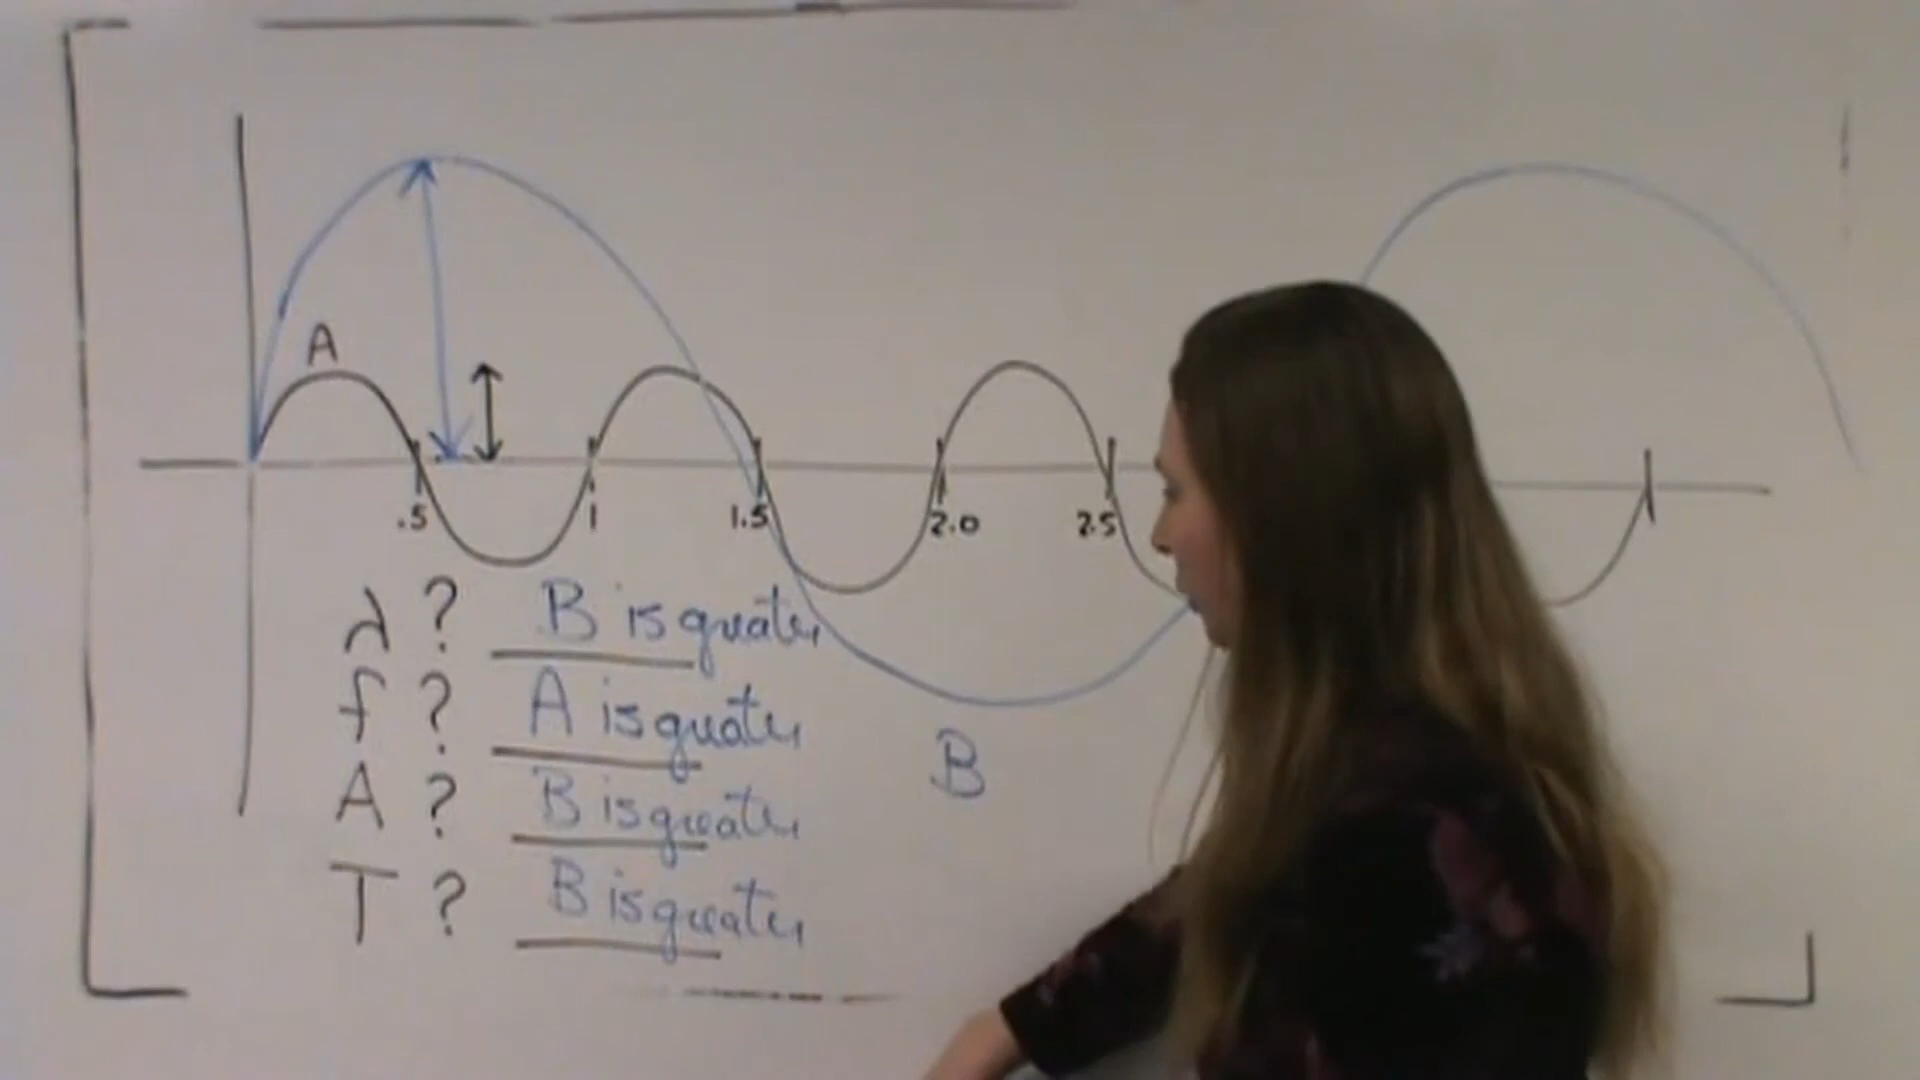 A
.5 1 1.5 2.0 2.5
λ ? B is greater
f ? A is greater
A ? B is greater
B
T ? B is greater